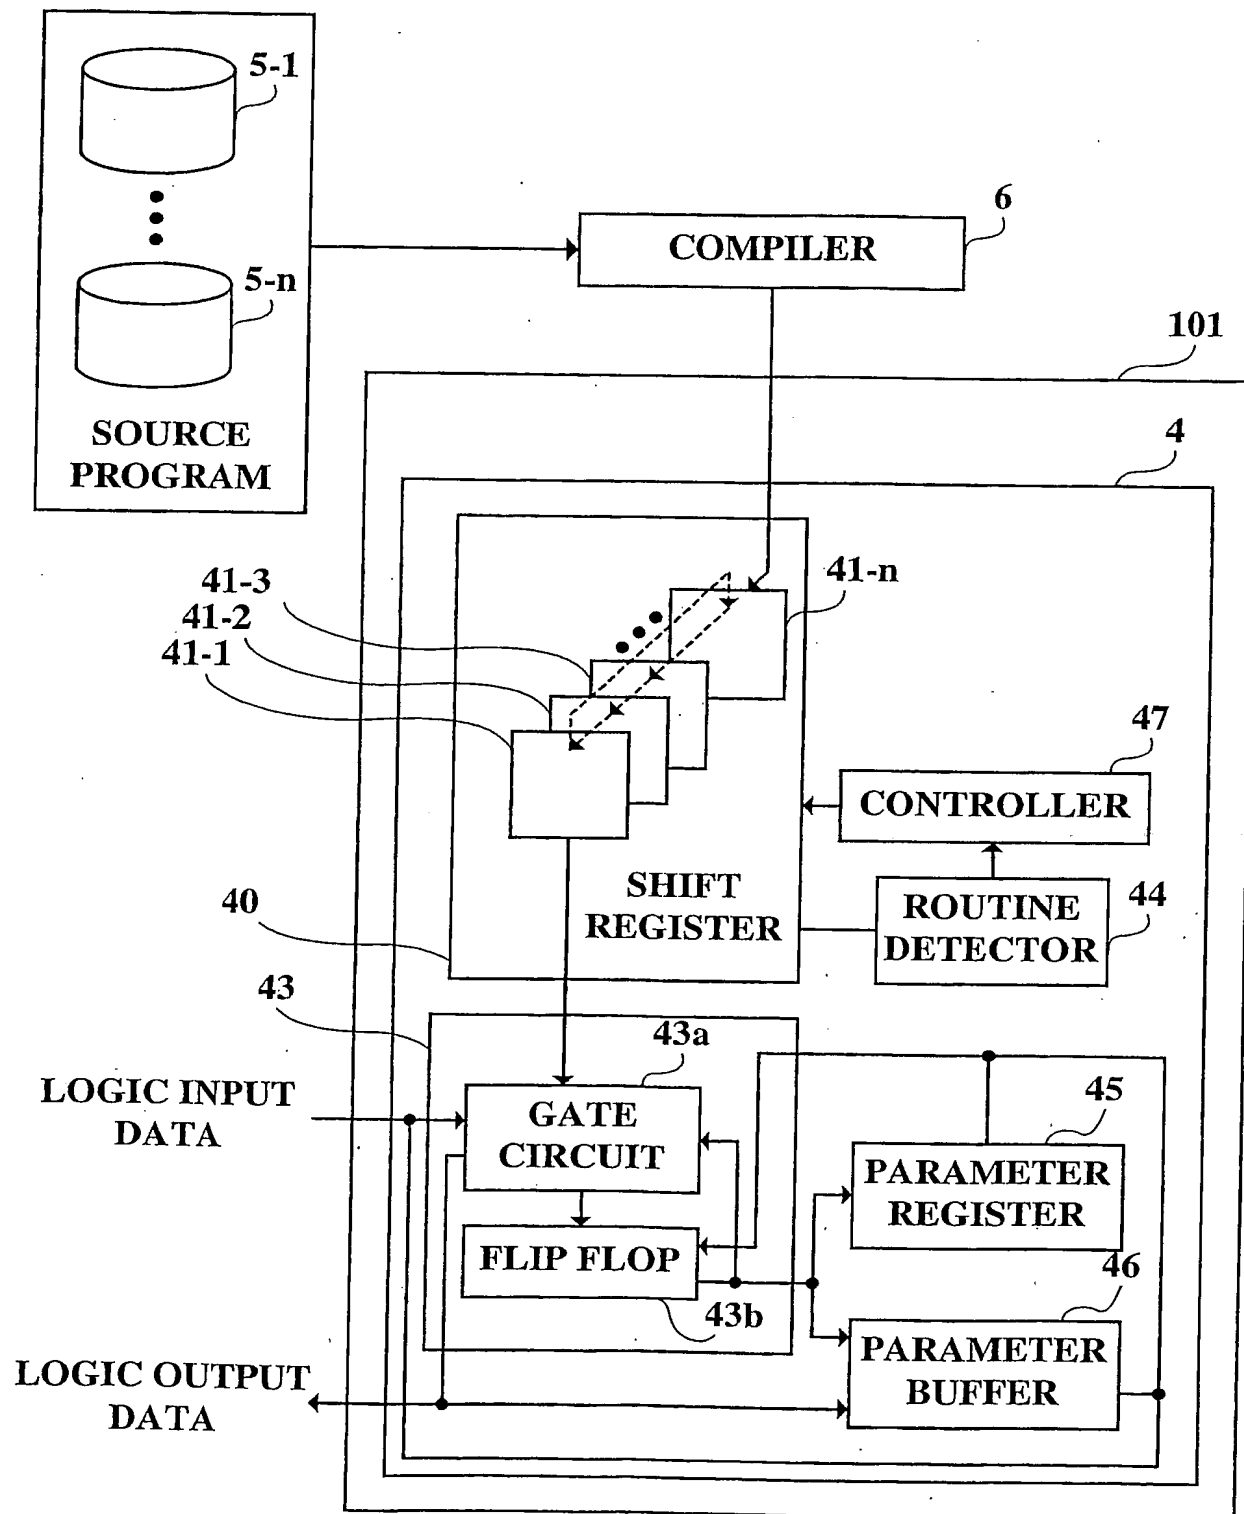 5-1
5-n
SOURCE
PROGRAM
6
COMPILER
101
4
41-3
41-2
41-1
41-n
47
CONTROLLER
SHIFT
REGISTER
40
ROUTINE
DETECTOR
44
43
43a
LOGIC INPUT
DATA
GATE
CIRCUIT
45
PARAMETER
REGISTER
FLIP FLOP
43b
46
PARAMETER
BUFFER
LOGIC OUTPUT
DATA